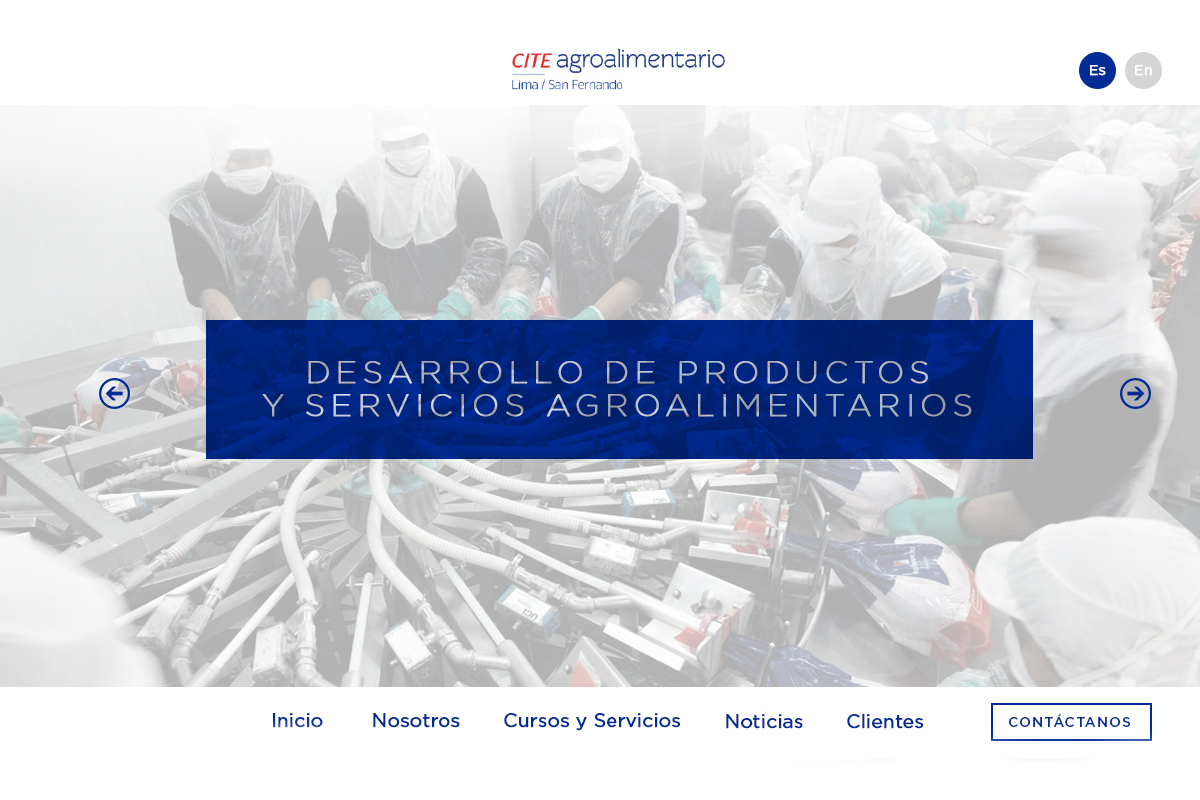 CITE agroalimentario
Lima / San Fernando
Es
En
DESARROLLO DE PRODUCTOS
Y SERVICIOS AGROALIMENTARIOS
Inicio
Nosotros
Cursos y Servicios
Noticias
Clientes
CONTÁCTANOS